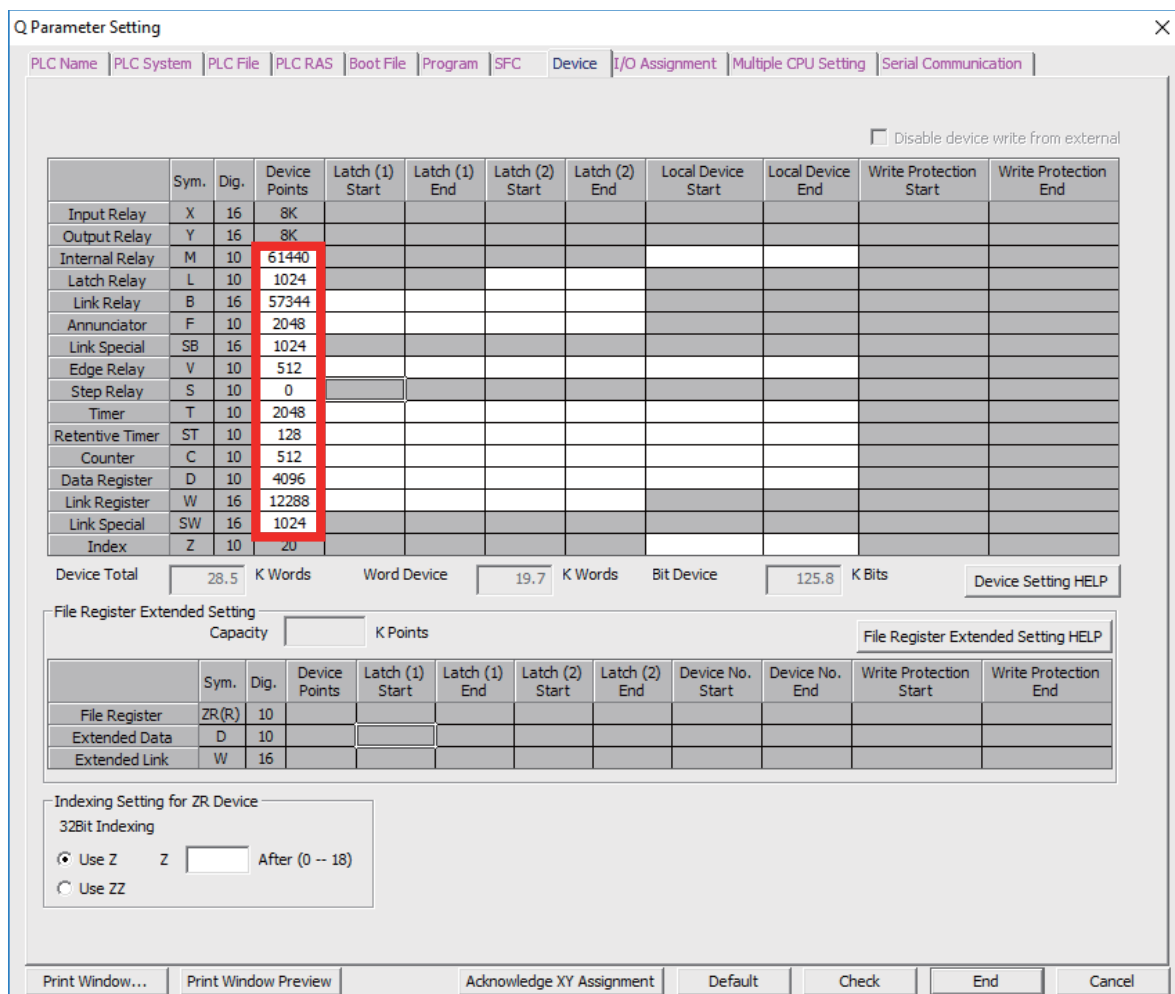 Q Parameter Setting
PLC Name PLC System PLC File PLC RAS Boot File Program SFC Device I/O Assignment Multiple CPU Setting Serial Communication
Disable device write from external
Sym. Dig. Device Points Latch (1) Start Latch (1) End Latch (2) Start Latch (2) End Local Device Start Local Device End Write Protection Start Write Protection End
Input Relay X 16 8K
Output Relay Y 16 8K
Internal Relay M 10 61440
Latch Relay L 10 1024
Link Relay B 16 57344
Annunciator F 10 2048
Link Special SB 16 1024
Edge Relay V 10 512
Step Relay S 10 0
Timer T 10 2048
Retentive Timer ST 10 128
Counter C 10 512
Data Register D 10 4096
Link Register W 16 12288
Link Special SW 16 1024
Index Z 10 20
Device Total 28.5 K Words Word Device 19.7 K Words Bit Device 125.8 K Bits Device Setting HELP
File Register Extended Setting
Capacity K Points File Register Extended Setting HELP
Sym. Dig. Device Points Latch (1) Start Latch (1) End Latch (2) Start Latch (2) End Device No. Start Device No. End Write Protection Start Write Protection End
File Register ZR(R) 10
Extended Data D 10
Extended Link W 16
Indexing Setting for ZR Device
32Bit Indexing
Use Z Z After (0 -- 18)
Use ZZ
Print Window... Print Window Preview Acknowledge XY Assignment Default Check End Cancel